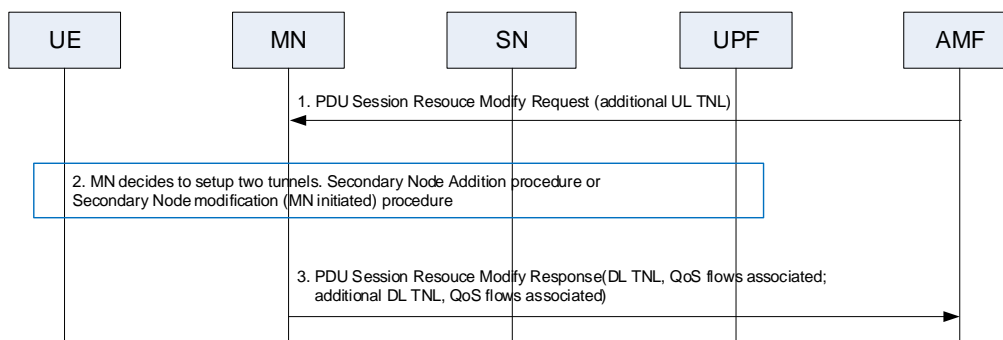 UE
MN
SN
UPF
AMF
1. PDU Session Resouce Modify Request (additional UL TNL)
2. MN decides to setup two tunnels. Secondary Node Addition procedure or
Secondary Node modification (MN initiated) procedure
3. PDU Session Resouce Modify Response(DL TNL, QoS flows associated;
additional DL TNL, QoS flows associated)